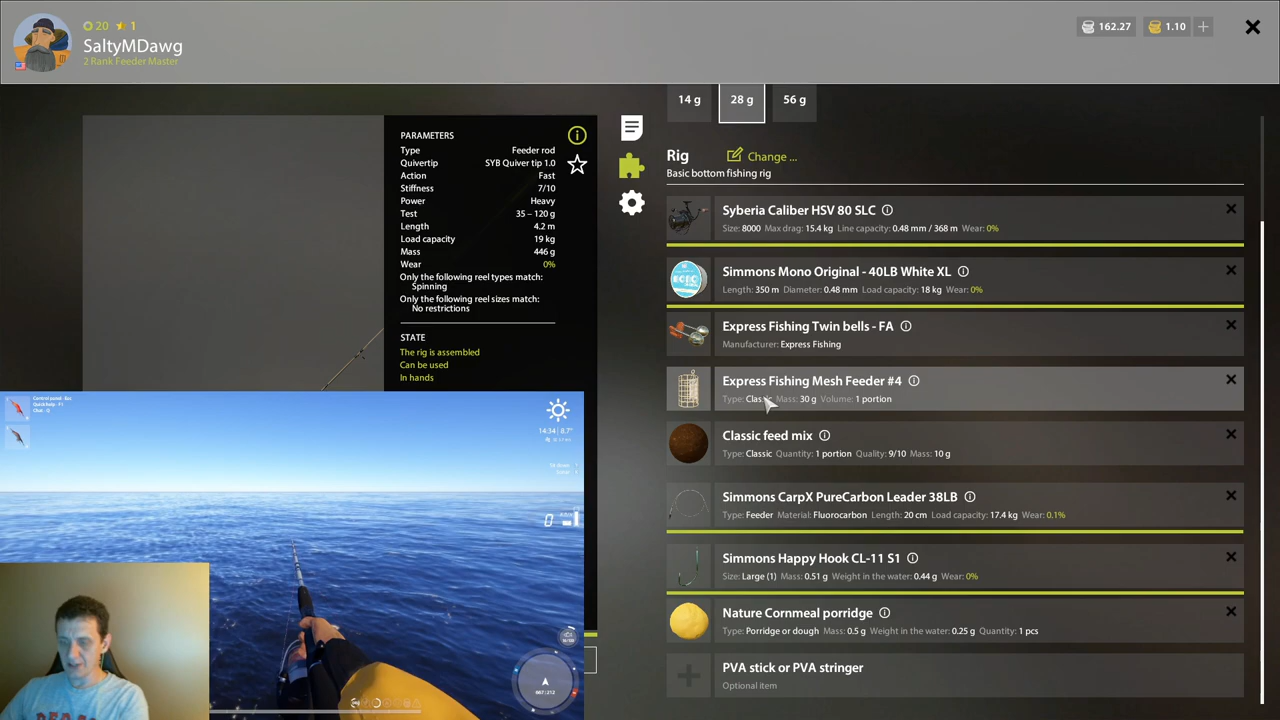 20 1
SaltyMDawg
2 Rank Feeder Master
162.27
1.10
PARAMETERS
Type Feeder rod
Quivertip SYB Quiver tip 1.0
Action Fast
Stiffness 7/10
Power Heavy
Test 35 – 120 g
Length 4.2 m
Load capacity 19 kg
Mass 446 g
Wear 0%
Only the following reel types match:
Spinning
Only the following reel sizes match:
No restrictions
STATE
The rig is assembled
Can be used
In hands
14 g
28 g
56 g
Rig
Change ...
Basic bottom fishing rig
Syberia Caliber HSV 80 SLC
Size: 8000 Max drag: 15.4 kg Line capacity: 0.48 mm / 368 m Wear: 0%
Simmons Mono Original - 40LB White XL
Length: 350 m Diameter: 0.48 mm Load capacity: 18 kg Wear: 0%
Express Fishing Twin bells - FA
Manufacturer: Express Fishing
Express Fishing Mesh Feeder #4
Type: Classic Mass: 30 g Volume: 1 portion
Classic feed mix
Type: Classic Quantity: 1 portion Quality: 9/10 Mass: 10 g
Simmons CarpX PureCarbon Leader 38LB
Type: Feeder Material: Fluorocarbon Length: 20 cm Load capacity: 17.4 kg Wear: 0.1%
Simmons Happy Hook CL-11 S1
Size: Large (1) Mass: 0.51 g Weight in the water: 0.44 g Wear: 0%
Nature Cornmeal porridge
Type: Porridge or dough Mass: 0.5 g Weight in the water: 0.25 g Quantity: 1 pcs
PVA stick or PVA stringer
Optional item
14:34 8.7°
0